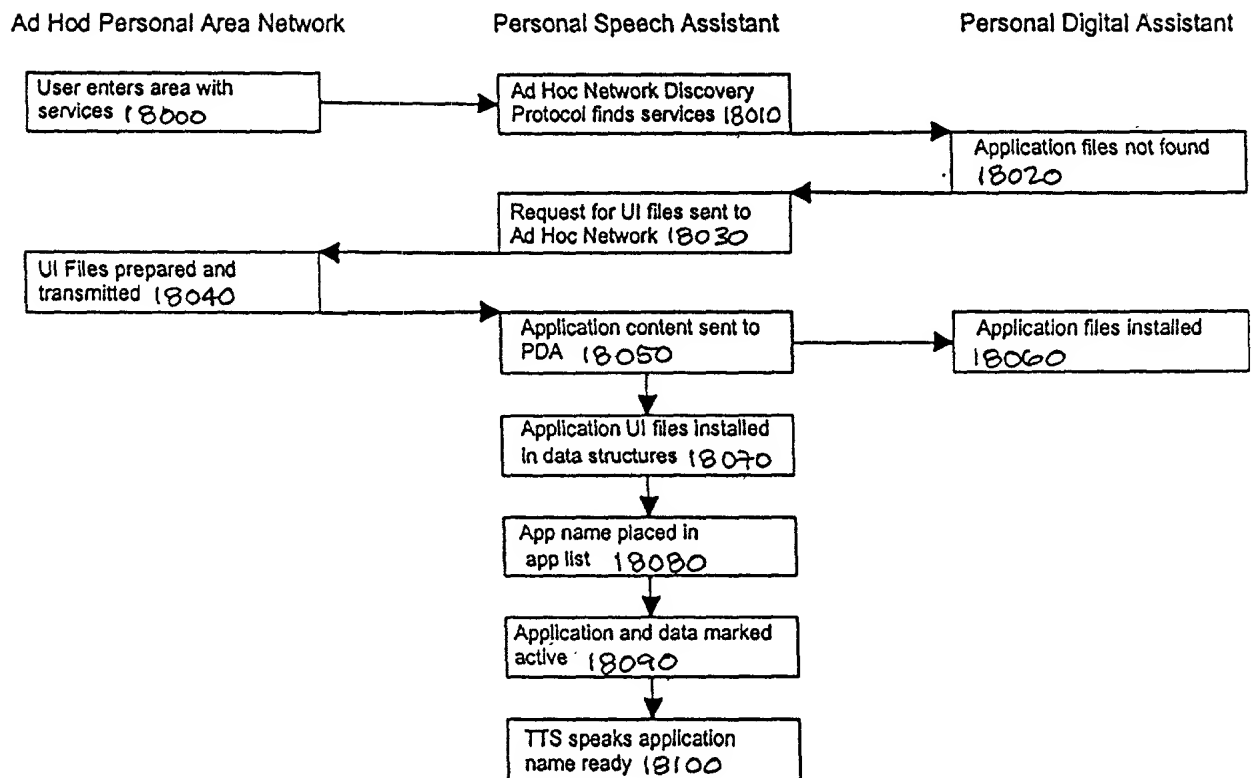 Ad Hod Personal Area Network
Personal Speech Assistant
Personal Digital Assistant
User enters area with
services 18000
Ad Hoc Network Discovery
Protocol finds services 18010
Application files not found
18020
Request for UI files sent to
Ad Hoc Network 18030
UI Files prepared and
transmitted 18040
Application content sent to
PDA 18050
Application files installed
18060
Application UI files installed
in data structures 18070
App name placed in
app list 18080
Application and data marked
active 18090
TTS speaks application
name ready 18100